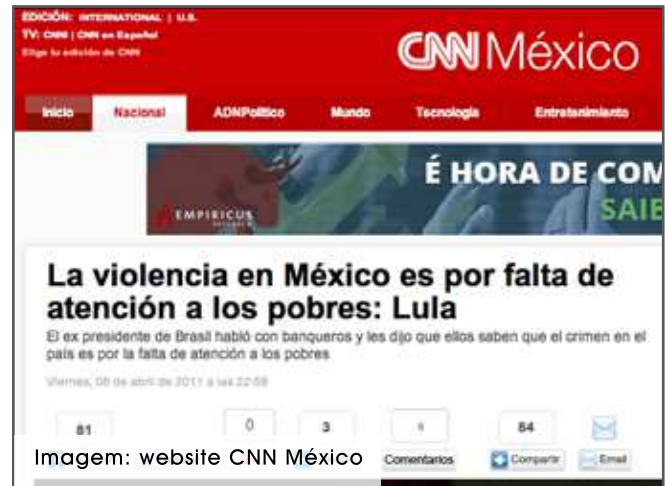 EDICIÓN: INTERNATIONAL | U.S.
TV: CNNI | CNN en Español
Elige tu edición de CNN
CNN México
Inicio Nacional ADNPolítico Mundo Tecnología Entretenimiento
É HORA DE COM
SAIB
EMPIRICUS
La violencia en México es por falta de
atención a los pobres: Lula
El ex presidente de Brasil habló con banqueros y les dijo que ellos saben que el crimen en el
país es por la falta de atención a los pobres
Viernes, 08 de abril de 2011 a las 22:59
81 0 3 84
Imagem: website CNN México Comentarios Compartir Email